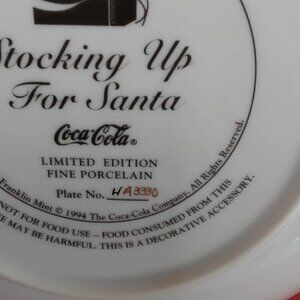 Stocking Up
For Santa
Coca-Cola®
LIMITED EDITION
FINE PORCELAIN
Plate No. HA3330
Franklin Mint © 1994 The Coca-Cola Company. All Rights Reserved.
NOT FOR FOOD USE -- FOOD CONSUMED FROM THIS
MAY BE HARMFUL. THIS IS A DECORATIVE ACCESSORY.